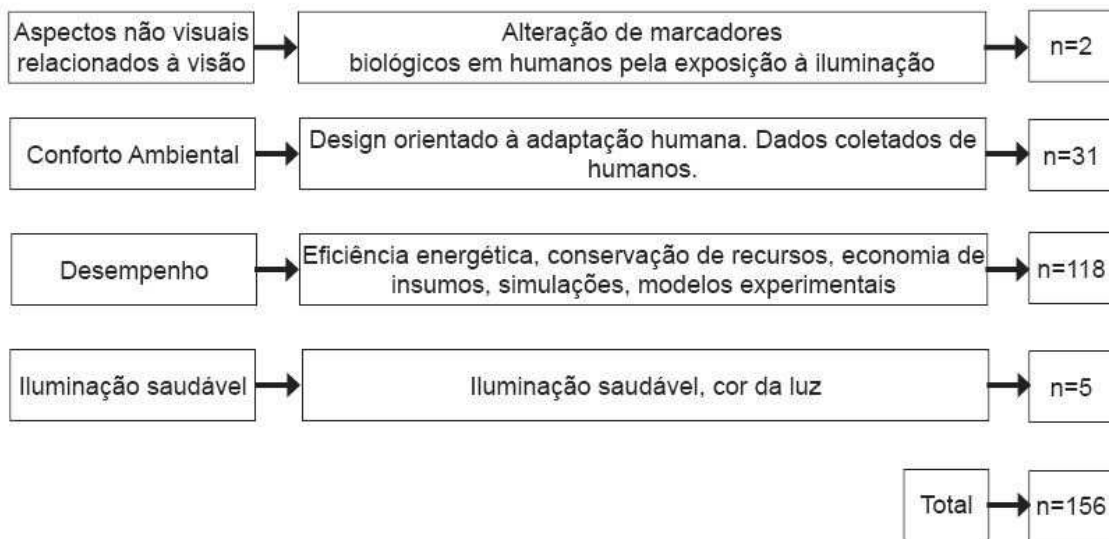 Aspectos não visuais
relacionados à visão
Alteração de marcadores
biológicos em humanos pela exposição à iluminação
n=2
Conforto Ambiental
Design orientado à adaptação humana. Dados coletados de
humanos.
n=31
Desempenho
Eficiência energética, conservação de recursos, economia de
insumos, simulações, modelos experimentais
n=118
Iluminação saudável
Iluminação saudável, cor da luz
n=5
Total
n=156